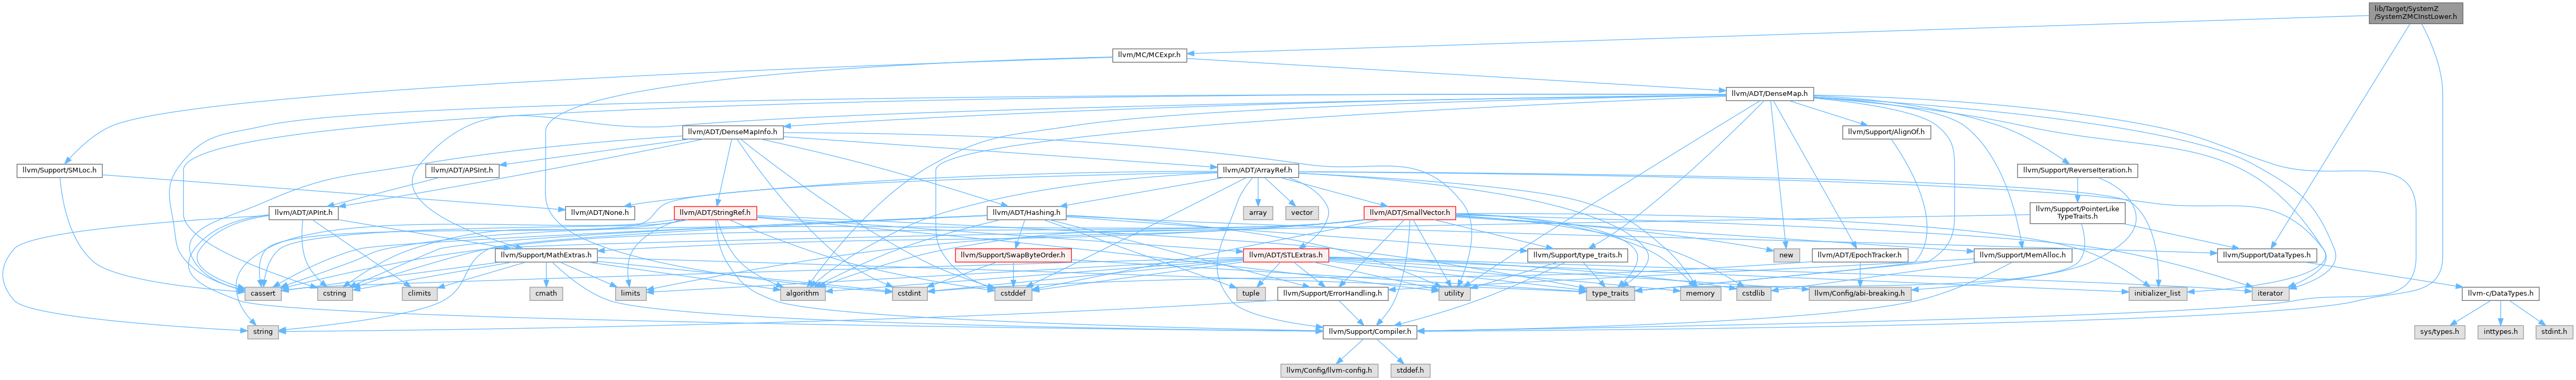 lib/Target/SystemZ
/SystemZMCInstLower.h
llvm/MC/MCExpr.h
llvm/ADT/DenseMap.h
llvm/ADT/DenseMapInfo.h
llvm/Support/AlignOf.h
llvm/Support/SMLoc.h
llvm/ADT/APSInt.h
llvm/ADT/ArrayRef.h
llvm/Support/ReverseIteration.h
llvm/ADT/APInt.h
llvm/ADT/None.h
llvm/ADT/StringRef.h
llvm/ADT/Hashing.h
array
vector
llvm/ADT/SmallVector.h
llvm/Support/PointerLike
TypeTraits.h
llvm/Support/MathExtras.h
llvm/Support/SwapByteOrder.h
llvm/ADT/STLExtras.h
llvm/Support/type_traits.h
new
llvm/ADT/EpochTracker.h
llvm/Support/MemAlloc.h
llvm/Support/DataTypes.h
cassert
cstring
climits
cmath
limits
algorithm
cstdint
cstddef
tuple
llvm/Support/ErrorHandling.h
utility
type_traits
memory
cstdlib
llvm/Config/abi-breaking.h
initializer_list
iterator
llvm-c/DataTypes.h
string
llvm/Support/Compiler.h
sys/types.h
inttypes.h
stdint.h
llvm/Config/llvm-config.h
stddef.h